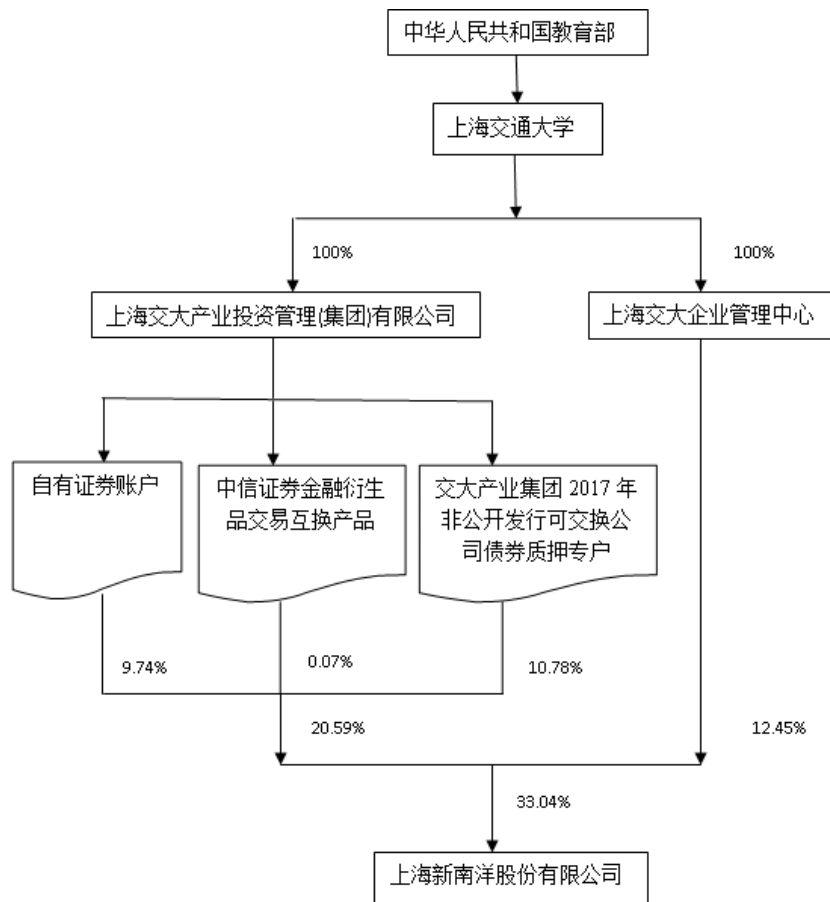 中华人民共和国教育部
上海交通大学
100%
100%
上海交大产业投资管理(集团)有限公司
上海交大企业管理中心
自有证券账户
中信证券金融衍生
品交易互换产品
交大产业集团 2017 年
非公开发行可交换公
司债券质押专户
9.74%
0.07%
10.78%
20.59%
12.45%
33.04%
上海新南洋股份有限公司